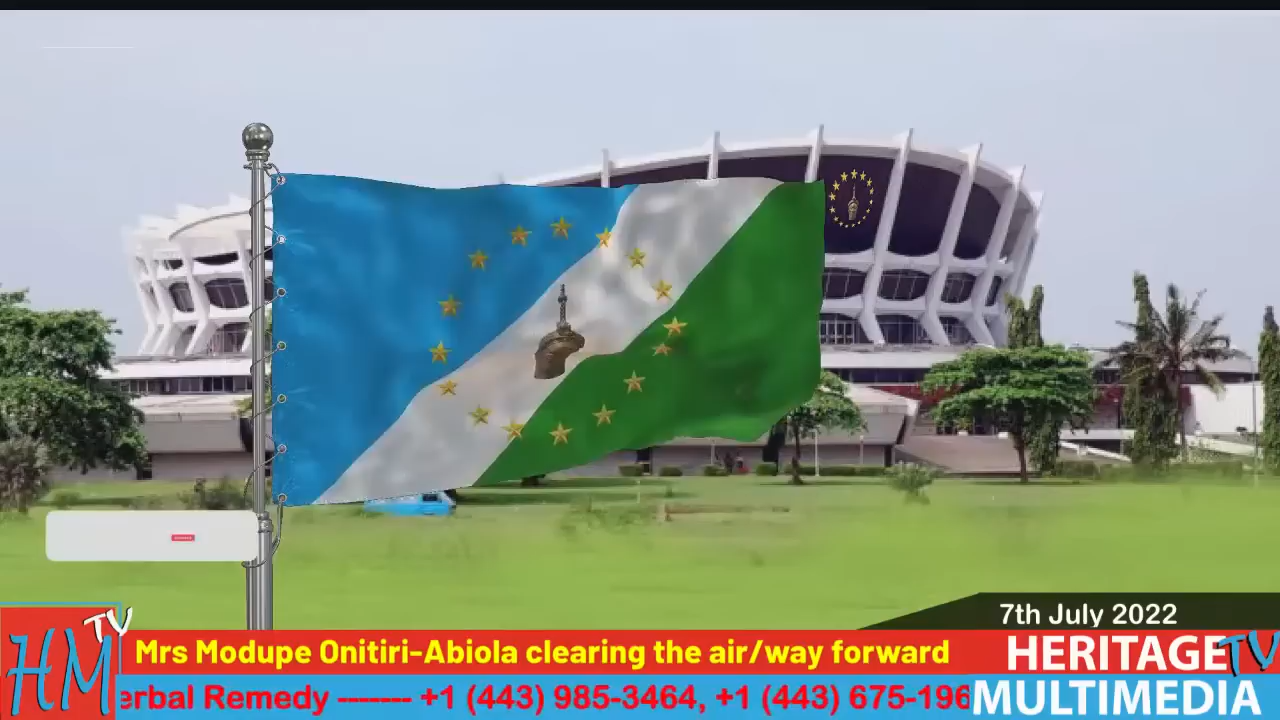 7th July 2022
TV
HM
Mrs Modupe Onitiri-Abiola clearing the air/way forward
HERITAGE TV
erbal Remedy ------- +1 (443) 985-3464, +1 (443) 675-196
MULTIMEDIA